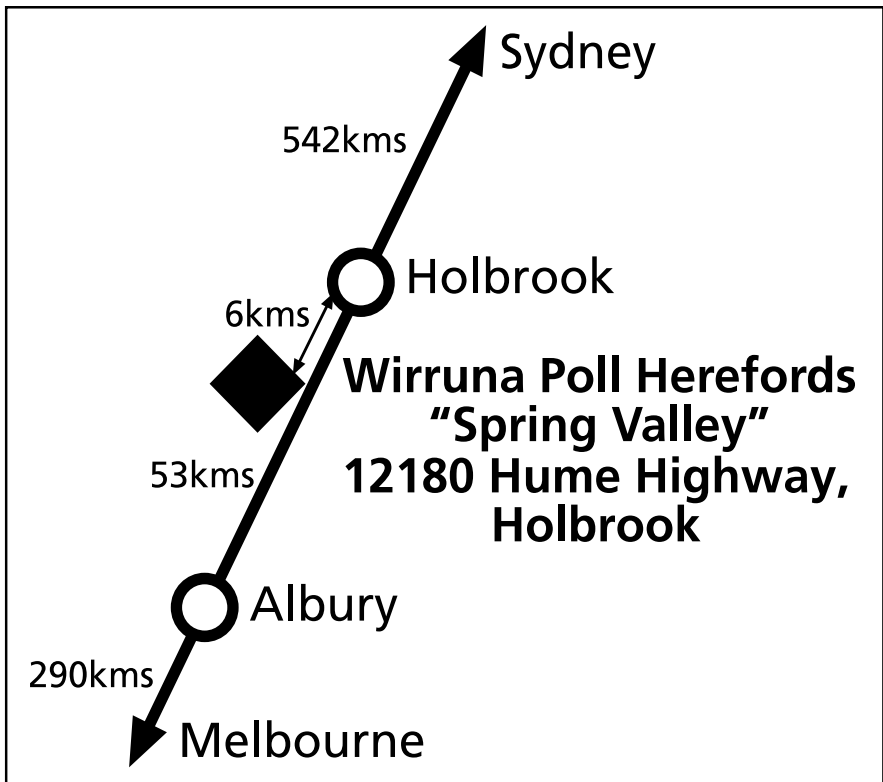 Sydney
542kms
Holbrook
6kms
Wirruna Poll Herefords
“Spring Valley”
12180 Hume Highway,
Holbrook
53kms
Albury
290kms
Melbourne